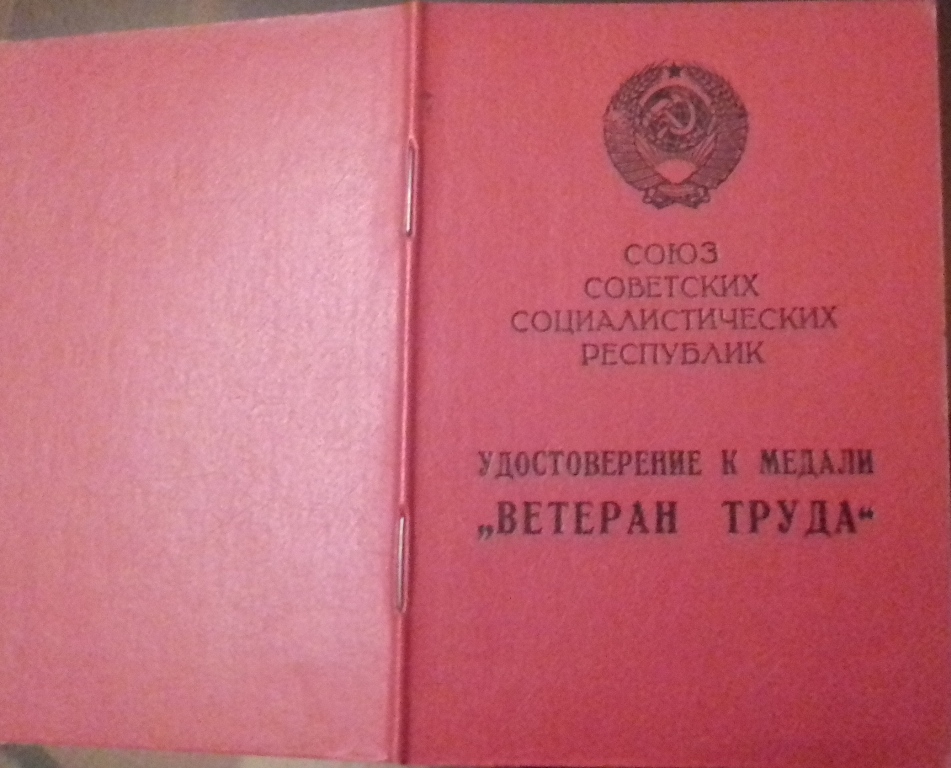 СОЮЗ
СОВЕТСКИХ
СОЦИАЛИСТИЧЕСКИХ
РЕСПУБЛИК
УДОСТОВЕРЕНИЕ К МЕДАЛИ
„ВЕТЕРАН ТРУДА“